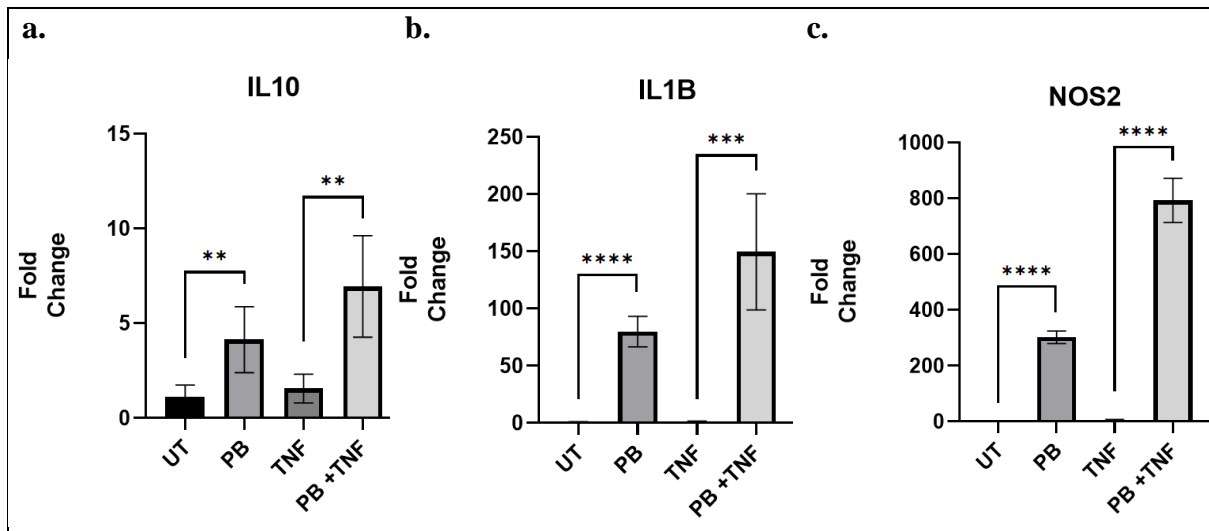 a.
IL10
15
10
5
0
Fold
Change
**
**
UT
PB
TNF
PB +TNF
b.
IL1B
250
200
150
100
50
0
Fold
Change
****
***
UT
PB
TNF
PB +TNF
c.
NOS2
1000
800
600
400
200
0
Fold
Change
****
****
UT
PB
TNF
PB +TNF